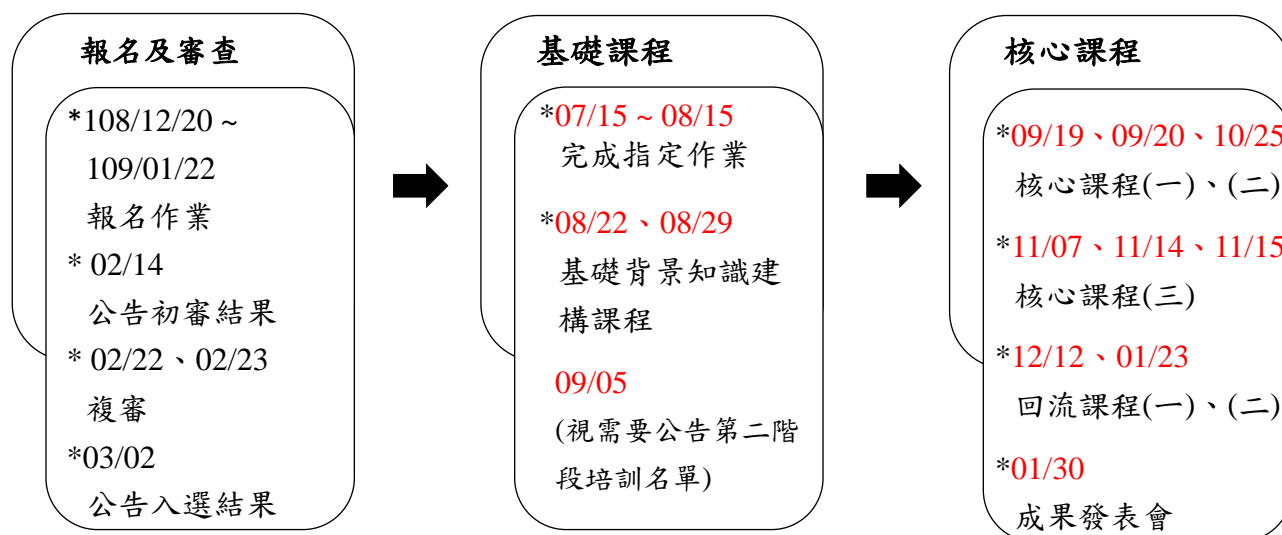 報名及審查
*108/12/20 ~
109/01/22
報名作業
* 02/14
公告初審結果
* 02/22、02/23
複審
*03/02
公告入選結果
基礎課程
*07/15 ~ 08/15
完成指定作業
*08/22、08/29
基礎背景知識建
構課程
09/05
(視需要公告第二階
段培訓名單)
核心課程
*09/19、09/20、10/25
核心課程(一)、(二)
*11/07、11/14、11/15
核心課程(三)
*12/12、01/23
回流課程(一)、(二)
*01/30
成果發表會